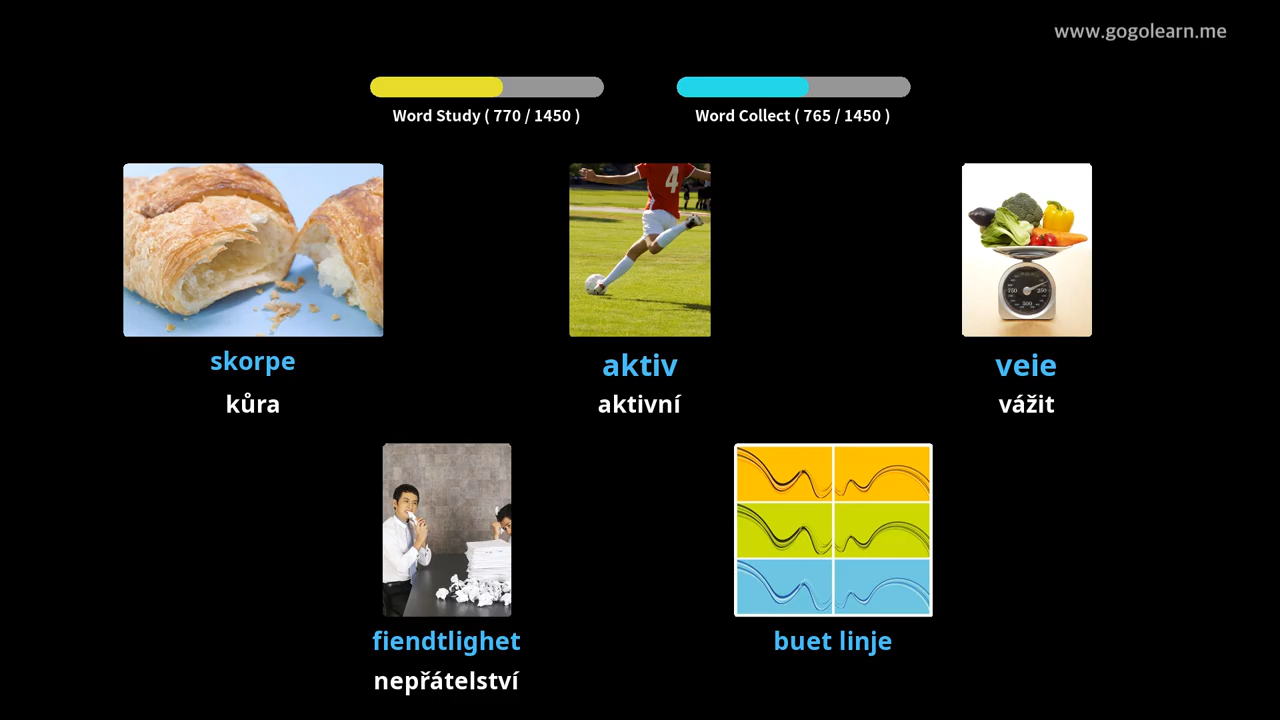 www.gogolearn.me
Word Study ( 770 / 1450 )
Word Collect ( 765 / 1450 )
skorpe
kůra
aktiv
aktivní
veie
vážit
fiendtlighet
nepřátelství
buet linje